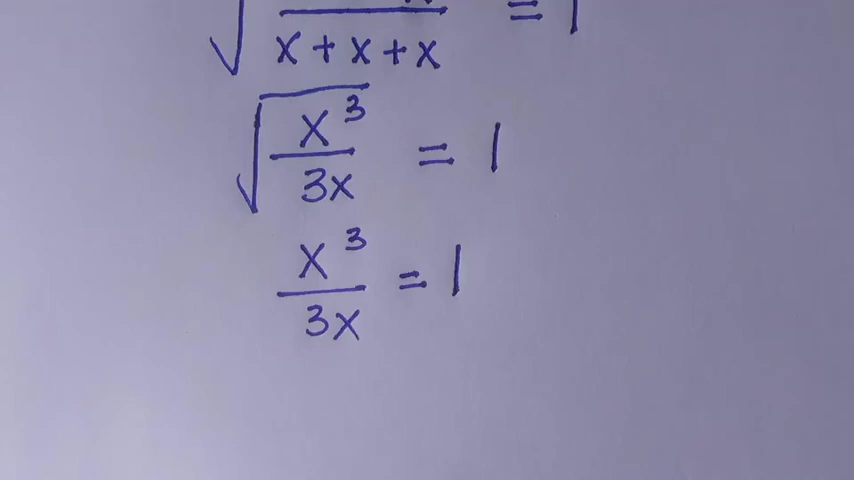 √ x + x + x = 1
√ x³ / 3x = 1
x³ / 3x = 1